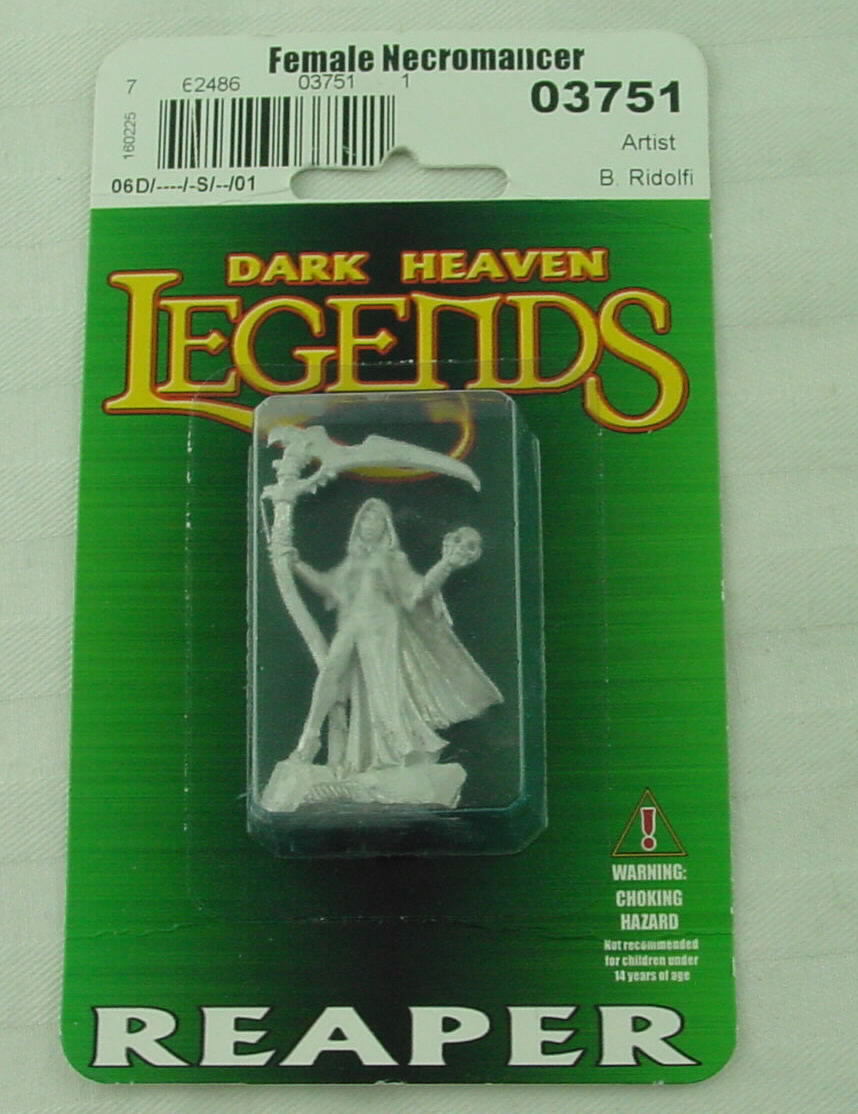 Female Necromancer
7 62486 03751 1
03751
160225
Artist
06D/----/-S/--/01
B. Ridolfi
DARK HEAVEN
LEGENDS
WARNING:
CHOKING
HAZARD
Not recommended
for children under
14 years of age
REAPER